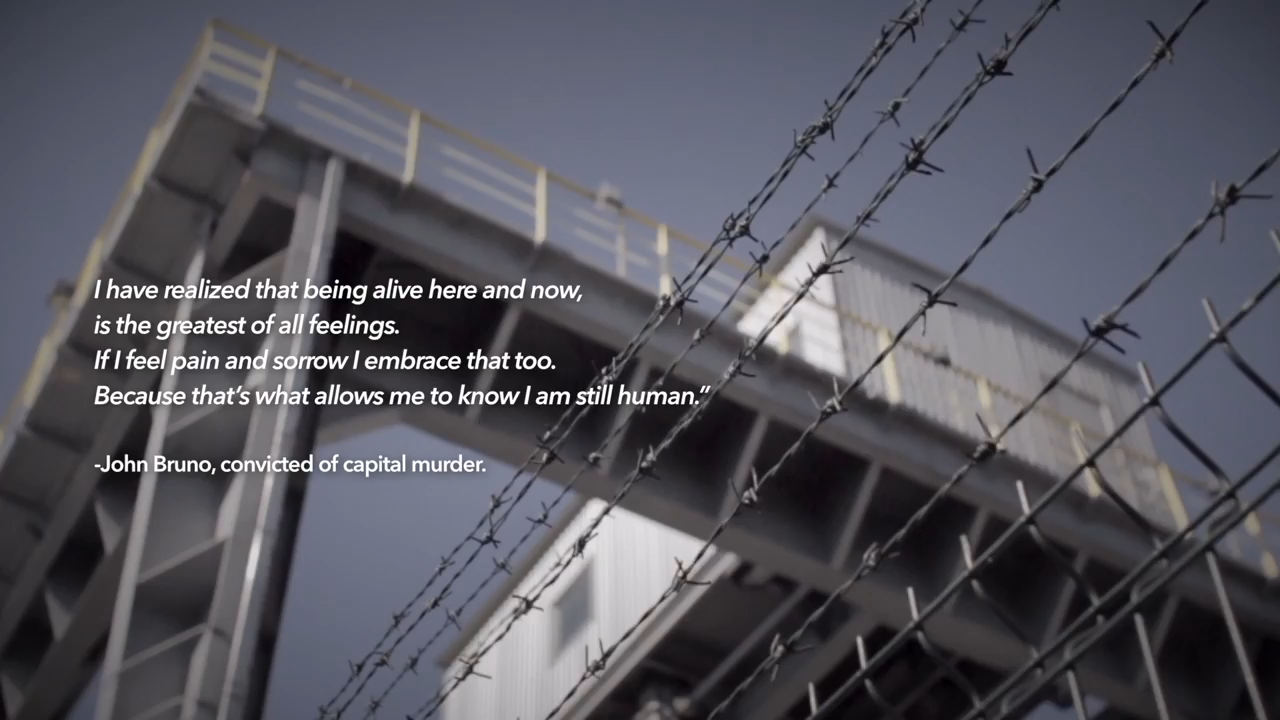 I have realized that being alive here and now,
is the greatest of all feelings.
If I feel pain and sorrow I embrace that too.
Because that’s what allows me to know I am still human.”
-John Bruno, convicted of capital murder.